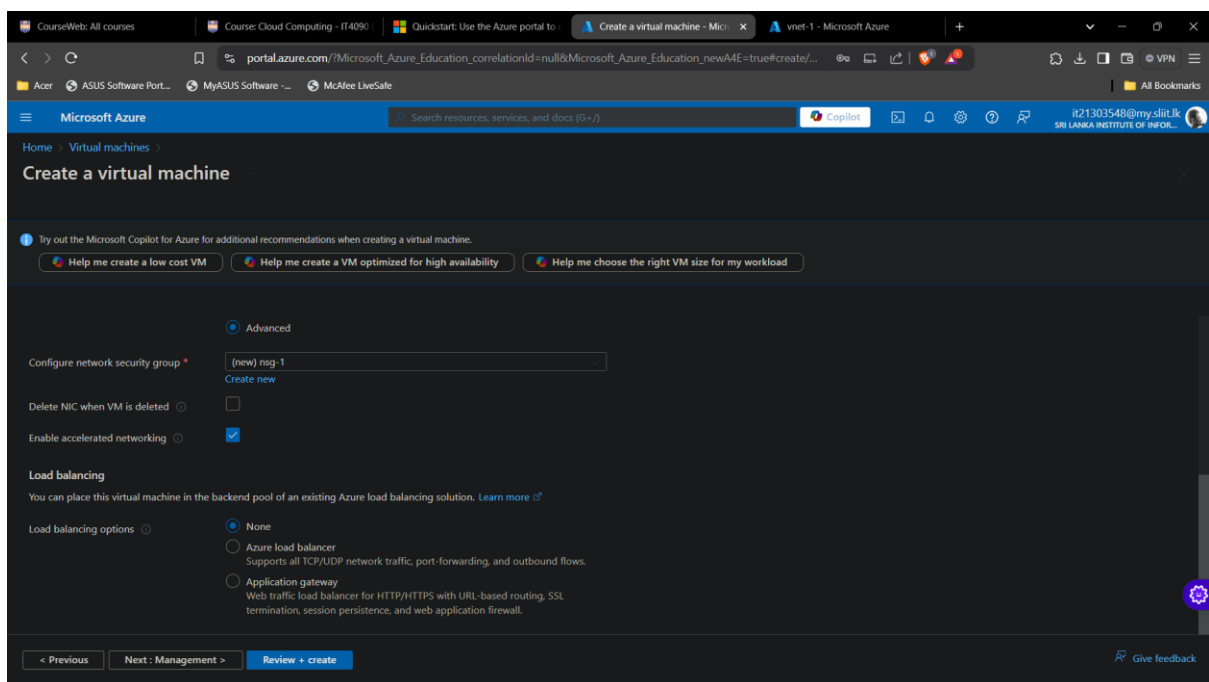 CourseWeb: All courses
Course: Cloud Computing - IT4090
Quickstart: Use the Azure portal to
Create a virtual machine - Micr
vnet-1 - Microsoft Azure
portal.azure.com/?Microsoft_Azure_Education_correlationId=null&Microsoft_Azure_Education_newA4E=true#create/...
VPN
Acer
ASUS Software Port...
MyASUS Software -...
McAfee LiveSafe
All Bookmarks
Microsoft Azure
Search resources, services, and docs (G+/)
Copilot
it21303548@my.sliit.lk
SRI LANKA INSTITUTE OF INFOR...
Home > Virtual machines >
Create a virtual machine
Try out the Microsoft Copilot for Azure for additional recommendations when creating a virtual machine.
Help me create a low cost VM
Help me create a VM optimized for high availability
Help me choose the right VM size for my workload
Advanced
Configure network security group *
(new) nsg-1
Create new
Delete NIC when VM is deleted
Enable accelerated networking
Load balancing
You can place this virtual machine in the backend pool of an existing Azure load balancing solution. Learn more
Load balancing options
None
Azure load balancer
Supports all TCP/UDP network traffic, port-forwarding, and outbound flows.
Application gateway
Web traffic load balancer for HTTP/HTTPS with URL-based routing, SSL
termination, session persistence, and web application firewall.
< Previous
Next : Management >
Review + create
Give feedback